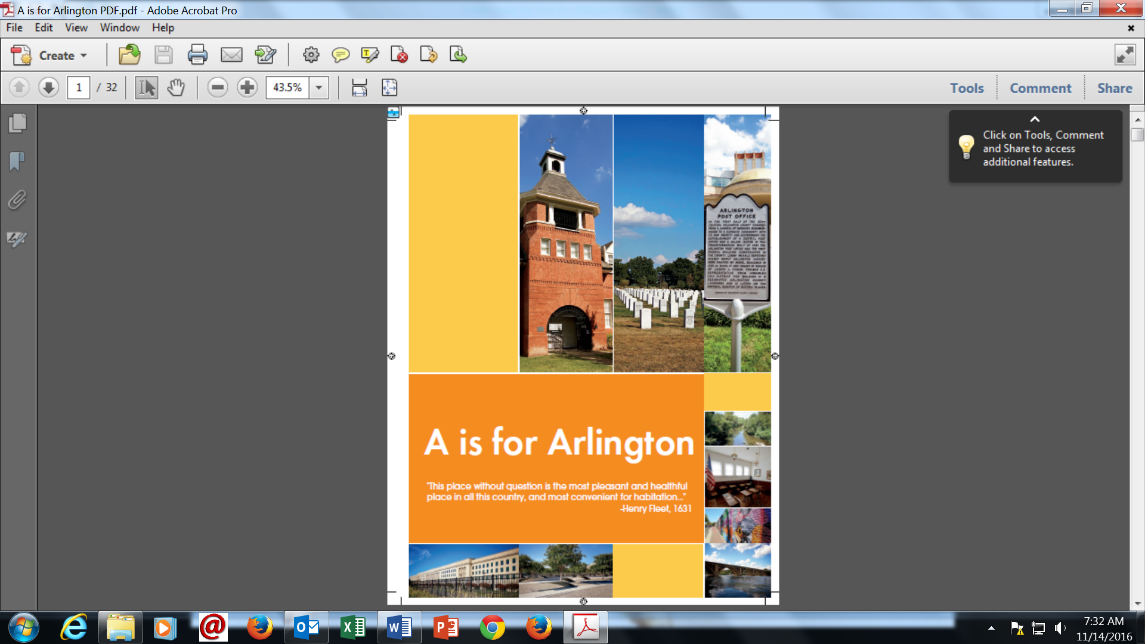 A is for Arlington PDF.pdf - Adobe Acrobat Pro
File Edit View Window Help
Create
1 / 32 43.5% Tools Comment Share
Click on Tools, Comment
and Share to access
additional features.
ARLINGTON
POST OFFICE
A is for Arlington
"This place without question is the most pleasant and healthful
place in all this country, and most convenient for habitation..."
-Henry Fleet, 1631
7:32 AM
11/14/2016